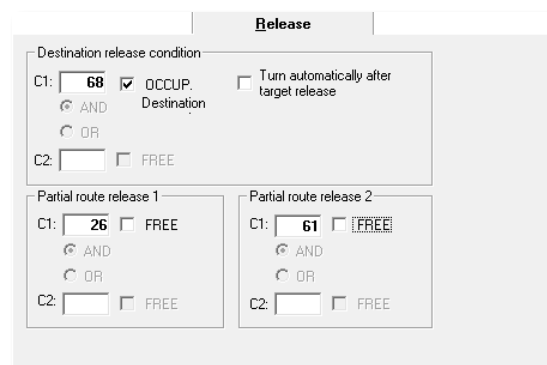 Release
Destination release condition
C1: 68 OCCUP. Destination
Turn automatically after
target release
AND
OR
C2: FREE
Partial route release 1
C1: 26 FREE
AND
OR
C2: FREE
Partial route release 2
C1: 61 FREE
AND
OR
C2: FREE